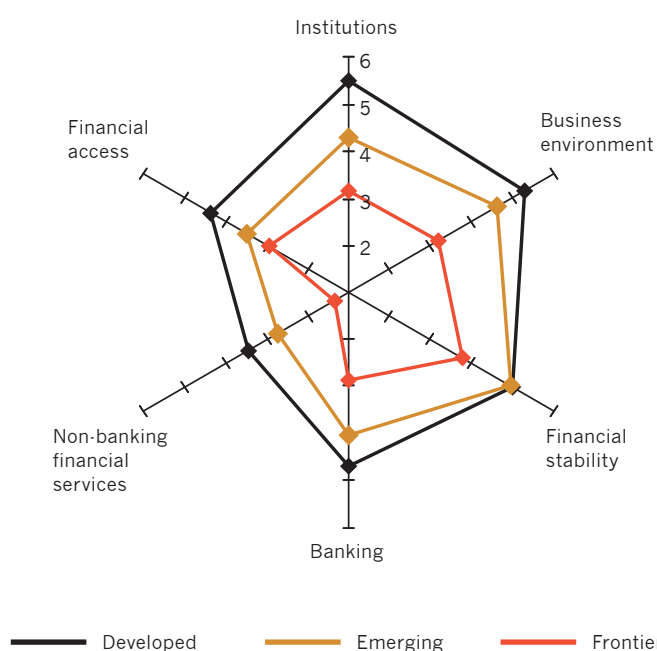 Institutions
6
5
4
3
2
Business
environment
Financial
access
Non-banking
financial
services
Financial
stability
Banking
Developed
Emerging
Frontier